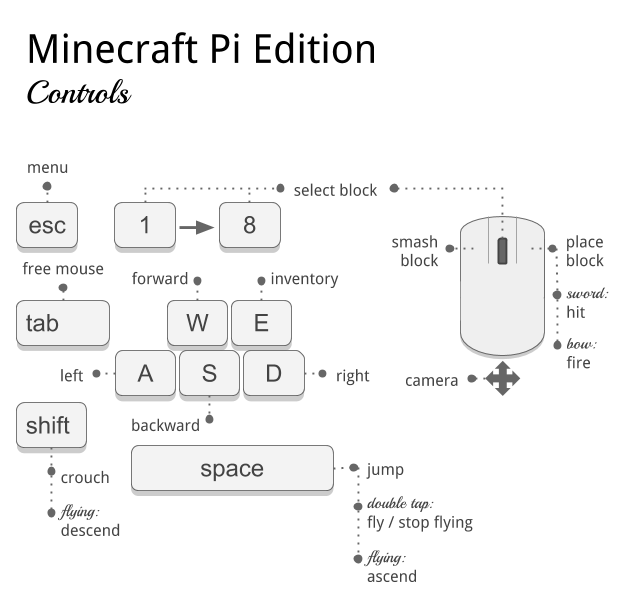 Minecraft Pi Edition
Controls
menu
esc
1
8
select block
free mouse
tab
forward
inventory
W
E
left
A
S
D
right
backward
shift
crouch
flying:
descend
space
jump
double tap:
fly / stop flying
flying:
ascend
smash
block
place
block
sword:
hit
bow:
fire
camera